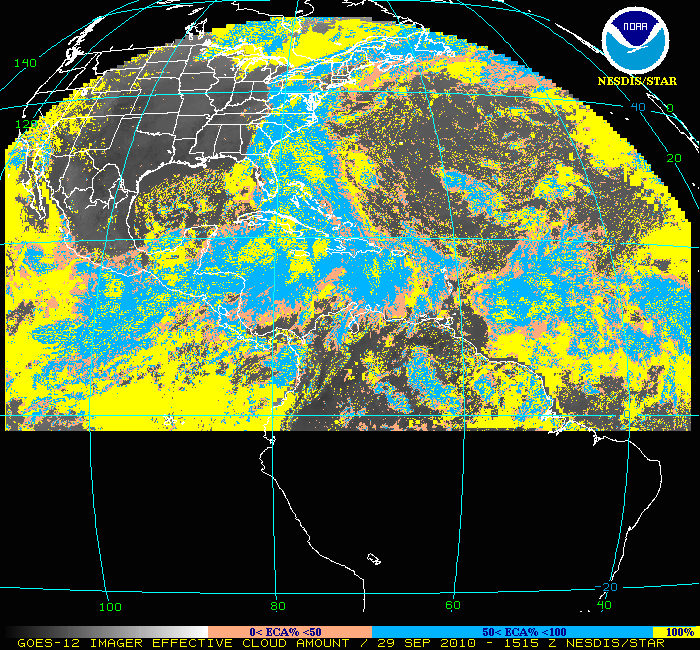 NOAA
NESDIS/STAR
140
120
40
20
-20
100
80
60
40
0< ECA% <50
50< ECA% <100
100%
GOES-12 IMAGER EFFECTIVE CLOUD AMOUNT / 29 SEP 2010 - 1515 Z NESDIS/STAR